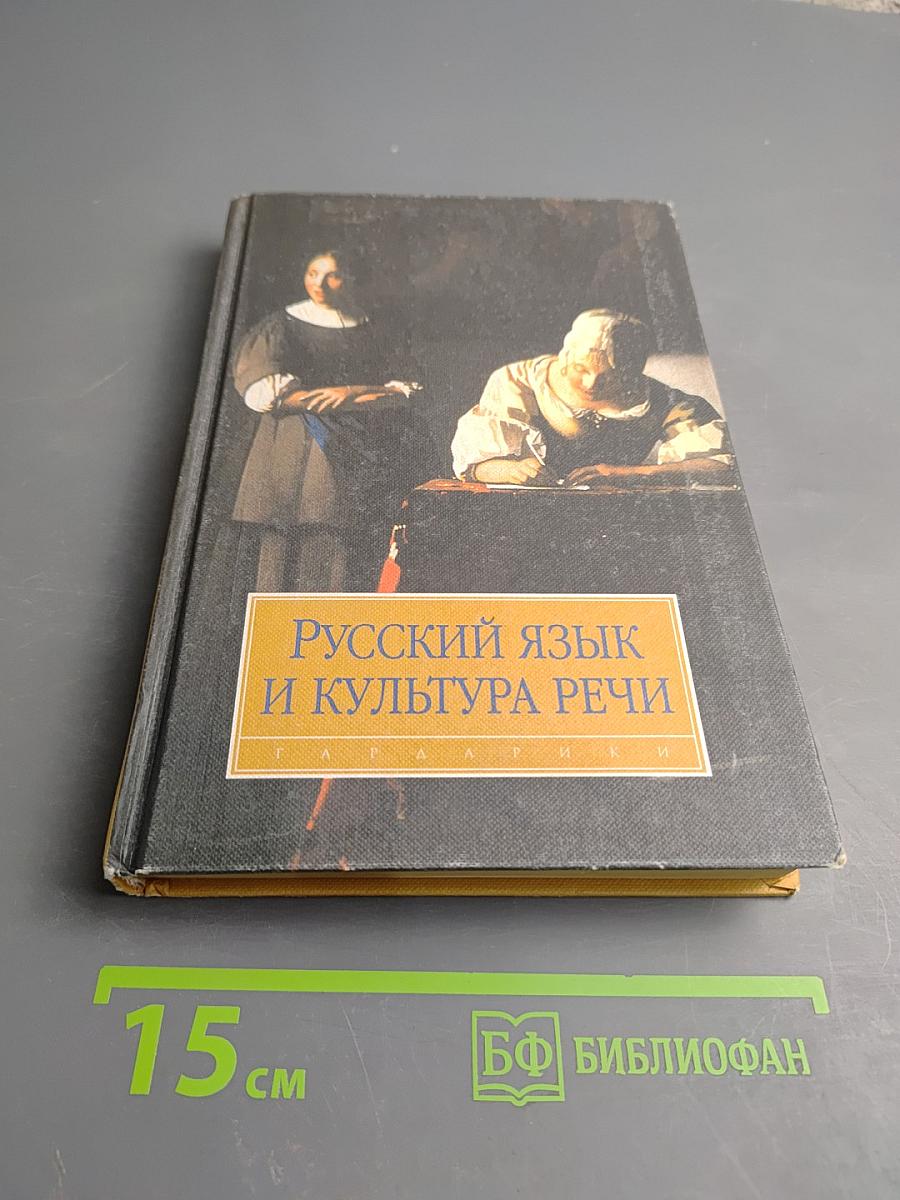 Русский язык
и культура речи
ГАРДАРИКИ
15 см
БФ БИБЛИОФАН